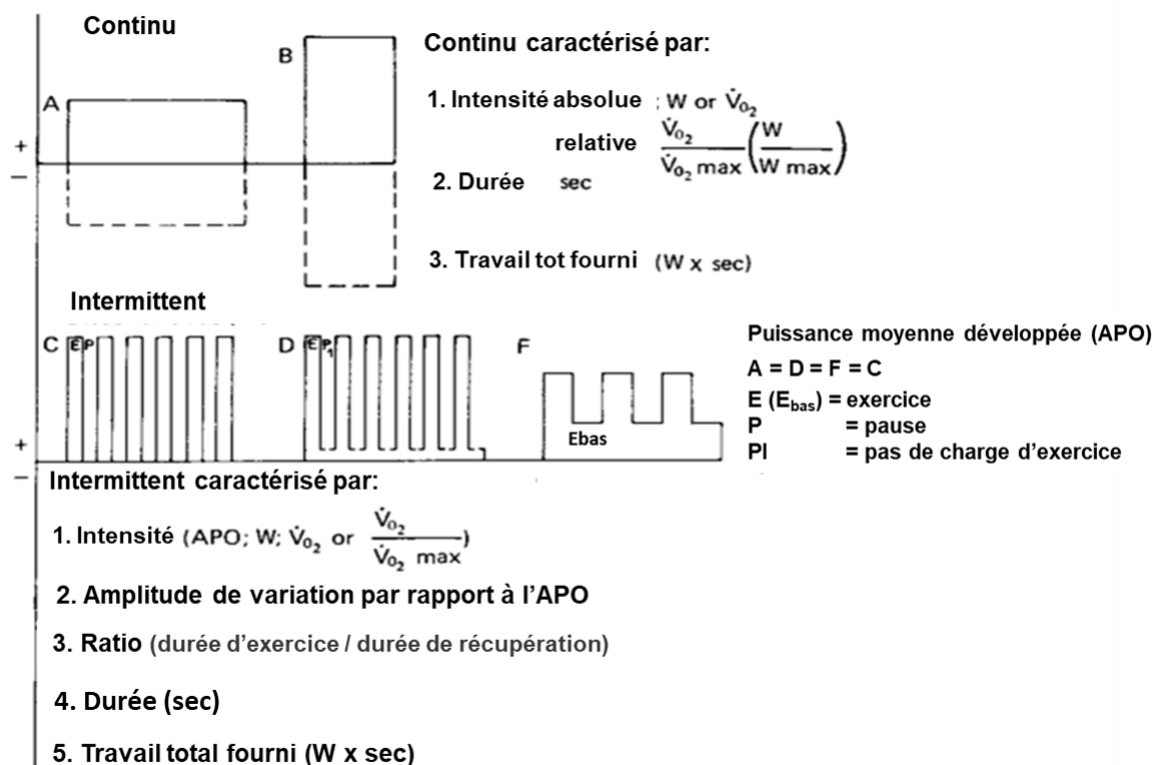 Continu
A
B
+
—
Continu caractérisé par:
1. Intensité absolue ; W or V̇O₂
relative V̇O₂ / V̇O₂ max (W / W max)
2. Durée sec
3. Travail tot fourni (W x sec)
Intermittent
C E P
D E P₁
F
Ebas
+
—
Puissance moyenne développée (APO)
A = D = F = C
E (Ebas) = exercice
P = pause
PI = pas de charge d’exercice
Intermittent caractérisé par:
1. Intensité (APO; W; V̇O₂ or V̇O₂ / V̇O₂ max)
2. Amplitude de variation par rapport à l’APO
3. Ratio (durée d’exercice / durée de récupération)
4. Durée (sec)
5. Travail total fourni (W x sec)